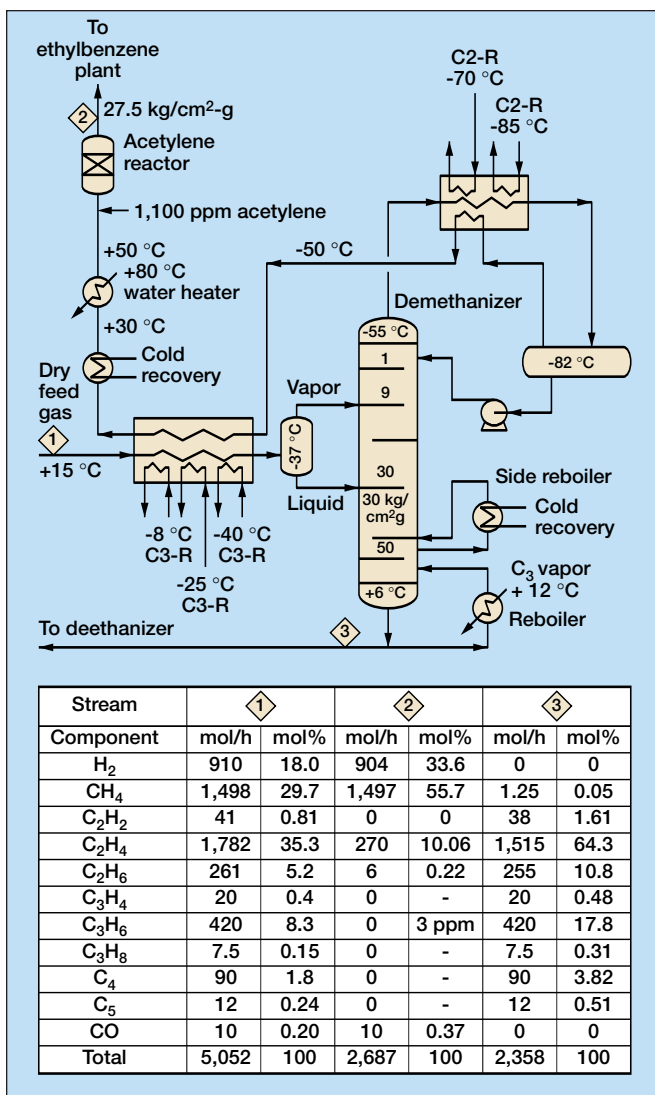 To
ethylbenzene
plant
2
27.5 kg/cm²-g
Acetylene
reactor
1,100 ppm acetylene
+50 °C
+80 °C
water heater
+30 °C
Cold
recovery
Dry
feed
gas
1
+15 °C
-8 °C
C3-R
-25 °C
C3-R
-40 °C
C3-R
-50 °C
Vapor
-37 °C
Liquid
C2-R
-70 °C
C2-R
-85 °C
Demethanizer
-55 °C
1
9
30
30 kg/
cm²g
50
+6 °C
-82 °C
Side reboiler
Cold
recovery
C₃ vapor
+ 12 °C
Reboiler
To deethanizer
3
Stream 1 2 3
Component mol/h mol% mol/h mol% mol/h mol%
H₂ 910 18.0 904 33.6 0 0
CH₄ 1,498 29.7 1,497 55.7 1.25 0.05
C₂H₂ 41 0.81 0 0 38 1.61
C₂H₄ 1,782 35.3 270 10.06 1,515 64.3
C₂H₆ 261 5.2 6 0.22 255 10.8
C₃H₄ 20 0.4 0 - 20 0.48
C₃H₆ 420 8.3 0 3 ppm 420 17.8
C₃H₈ 7.5 0.15 0 - 7.5 0.31
C₄ 90 1.8 0 - 90 3.82
C₅ 12 0.24 0 - 12 0.51
CO 10 0.20 10 0.37 0 0
Total 5,052 100 2,687 100 2,358 100